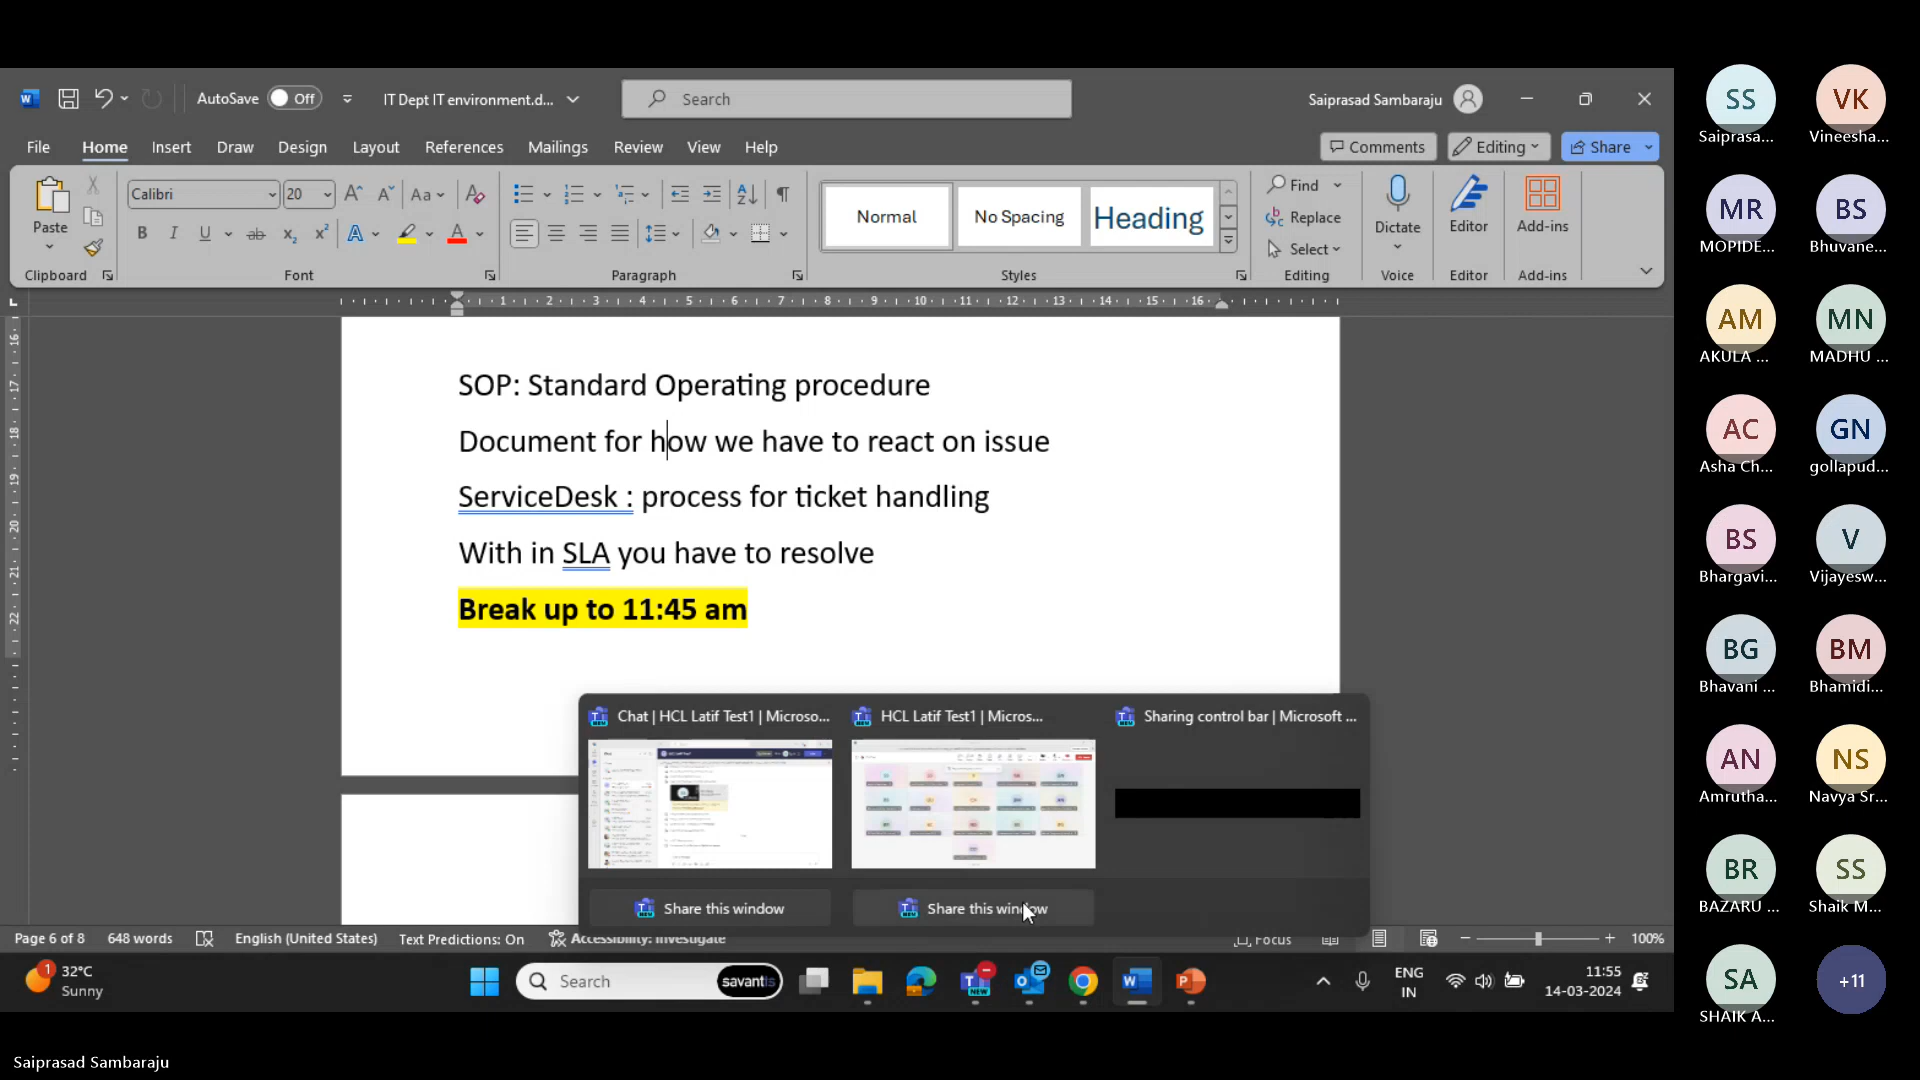 AutoSave Off
IT Dept IT environment.d...
Search
Saiprasad Sambaraju
File Home Insert Draw Design Layout References Mailings Review View Help
Comments Editing Share
Paste
Clipboard
Calibri 20
Font
Paragraph
Normal
No Spacing
Heading
Styles
Find
Replace
Select
Editing
Dictate
Voice
Editor
Editor
Add-ins
Add-ins
SOP: Standard Operating procedure
Document for how we have to react on issue
ServiceDesk : process for ticket handling
With in SLA you have to resolve
Break up to 11:45 am
Chat | HCL Latif Test1 | Microso...
HCL Latif Test1 | Micros...
Sharing control bar | Microsoft ...
Share this window
Share this window
Page 6 of 8 648 words English (United States) Text Predictions: On Accessibility: Investigate Focus 100%
1
32°C
Sunny
Search
savantis
ENG
IN
11:55
14-03-2024
SS
Saiprasa...
VK
Vineesha...
MR
MOPIDE...
BS
Bhuvane...
AM
AKULA ...
MN
MADHU ...
AC
Asha Ch...
GN
gollapud...
BS
Bhargavi...
V
Vijayesw...
BG
Bhavani ...
BM
Bhamidi...
AN
Amrutha...
NS
Navya Sr...
BR
BAZARU ...
SS
Shaik M...
SA
SHAIK A...
+11
Saiprasad Sambaraju